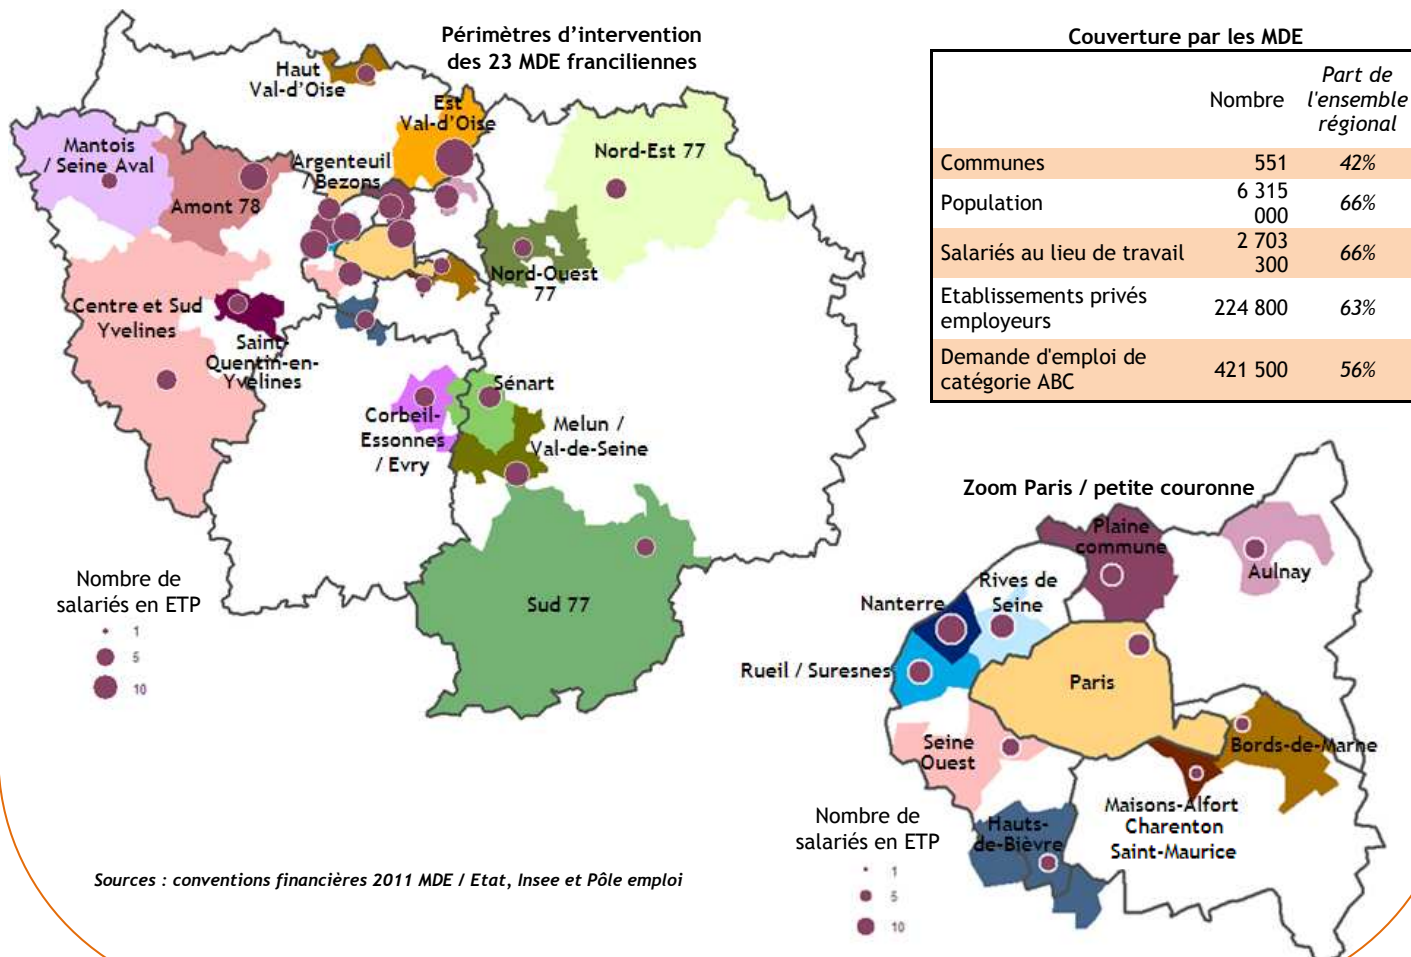 Périmètres d’intervention
des 23 MDE franciliennes
Haut
Val-d’Oise
Est
Val-d’Oise
Mantois
/ Seine Aval
Argenteuil
/ Bezons
Nord-Est 77
Amont 78
Nord-Ouest
77
Centre et Sud
Yvelines
Saint-
Quentin-en-
Yvelines
Sénart
Corbeil-
Essonnes
/ Evry
Melun /
Val-de-Seine
Sud 77
Nombre de
salariés en ETP
1
5
10
Sources : conventions financières 2011 MDE / Etat, Insee et Pôle emploi
Couverture par les MDE
Nombre
Part de
l'ensemble
régional
Communes 551 42%
Population 6 315
000 66%
Salariés au lieu de travail 2 703
300 66%
Etablissements privés
employeurs 224 800 63%
Demande d'emploi de
catégorie ABC 421 500 56%
Zoom Paris / petite couronne
Plaine
commune
Aulnay
Rives de
Seine
Nanterre
Rueil / Suresnes
Paris
Seine
Ouest
Bords-de-Marne
Maisons-Alfort
Charenton
Saint-Maurice
Hauts-
de-Bièvre
Nombre de
salariés en ETP
1
5
10